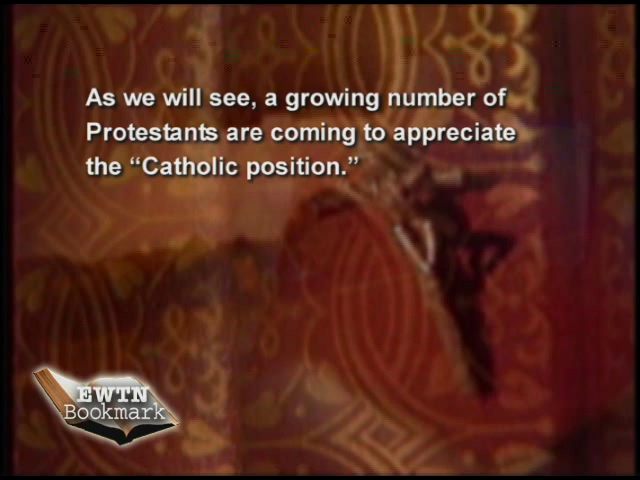 As we will see, a growing number of
Protestants are coming to appreciate
the “Catholic position.”
EWTN
Bookmark